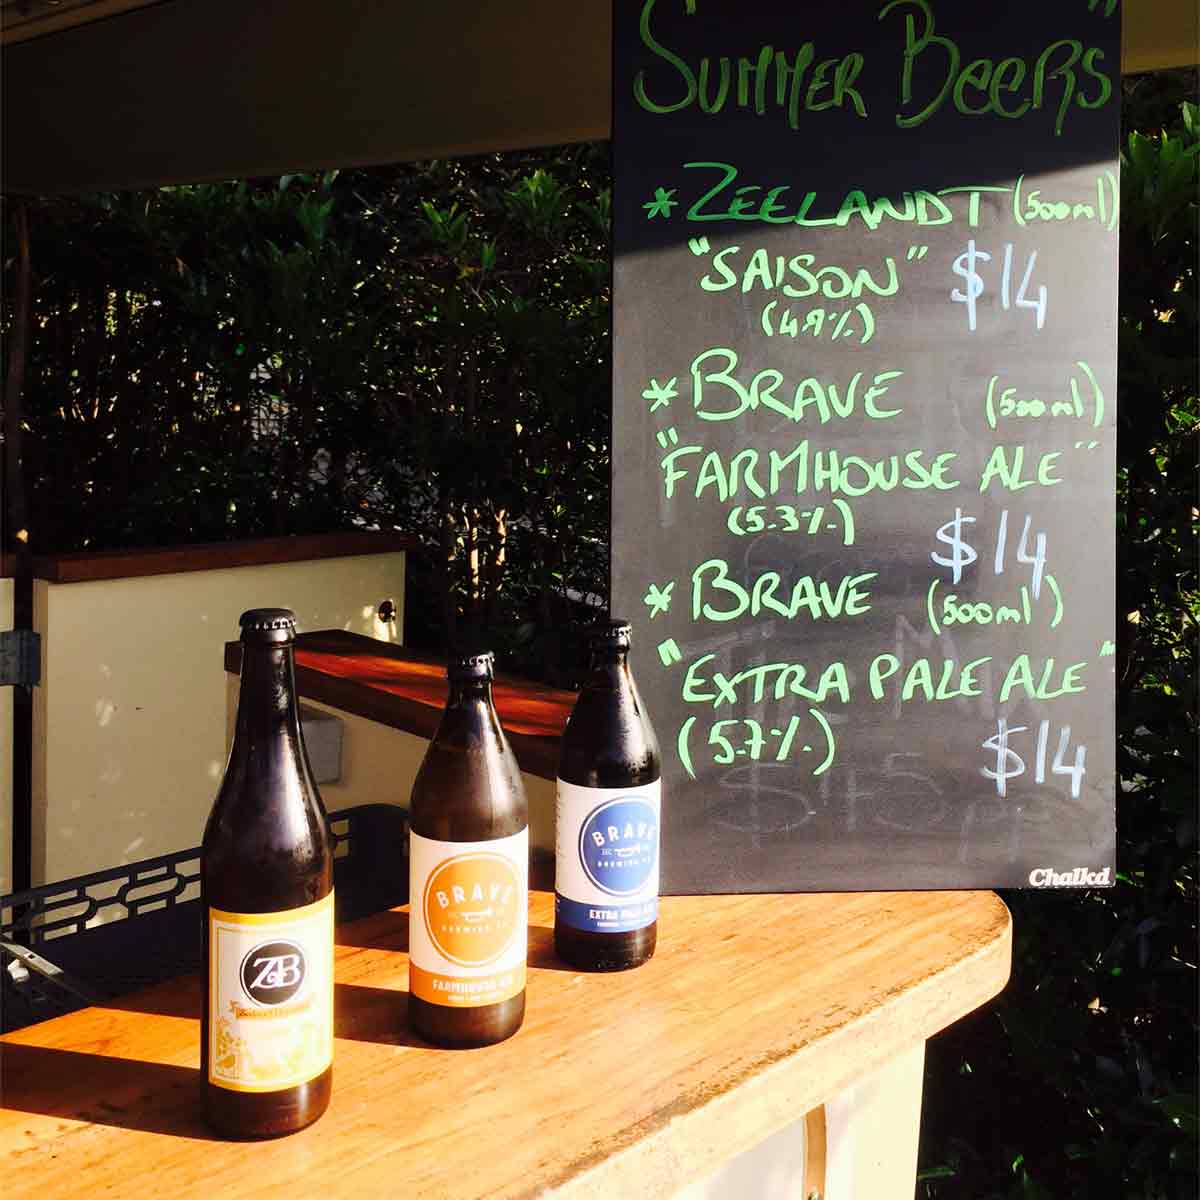 SUMMER BEERS"
* ZEELANDT (500ml)
"SAISON" $14
(4.9%)
* BRAVE (500ml)
"FARMHOUSE ALE"
(5.3%) $14
* BRAVE (500ml)
"EXTRA PALE ALE"
(5.7%) $14
$15
Chalkd
ZB
BRAVE
BREWING CO
FARMHOUSE ALE
BRAVE
BREWING CO
EXTRA PALE ALE